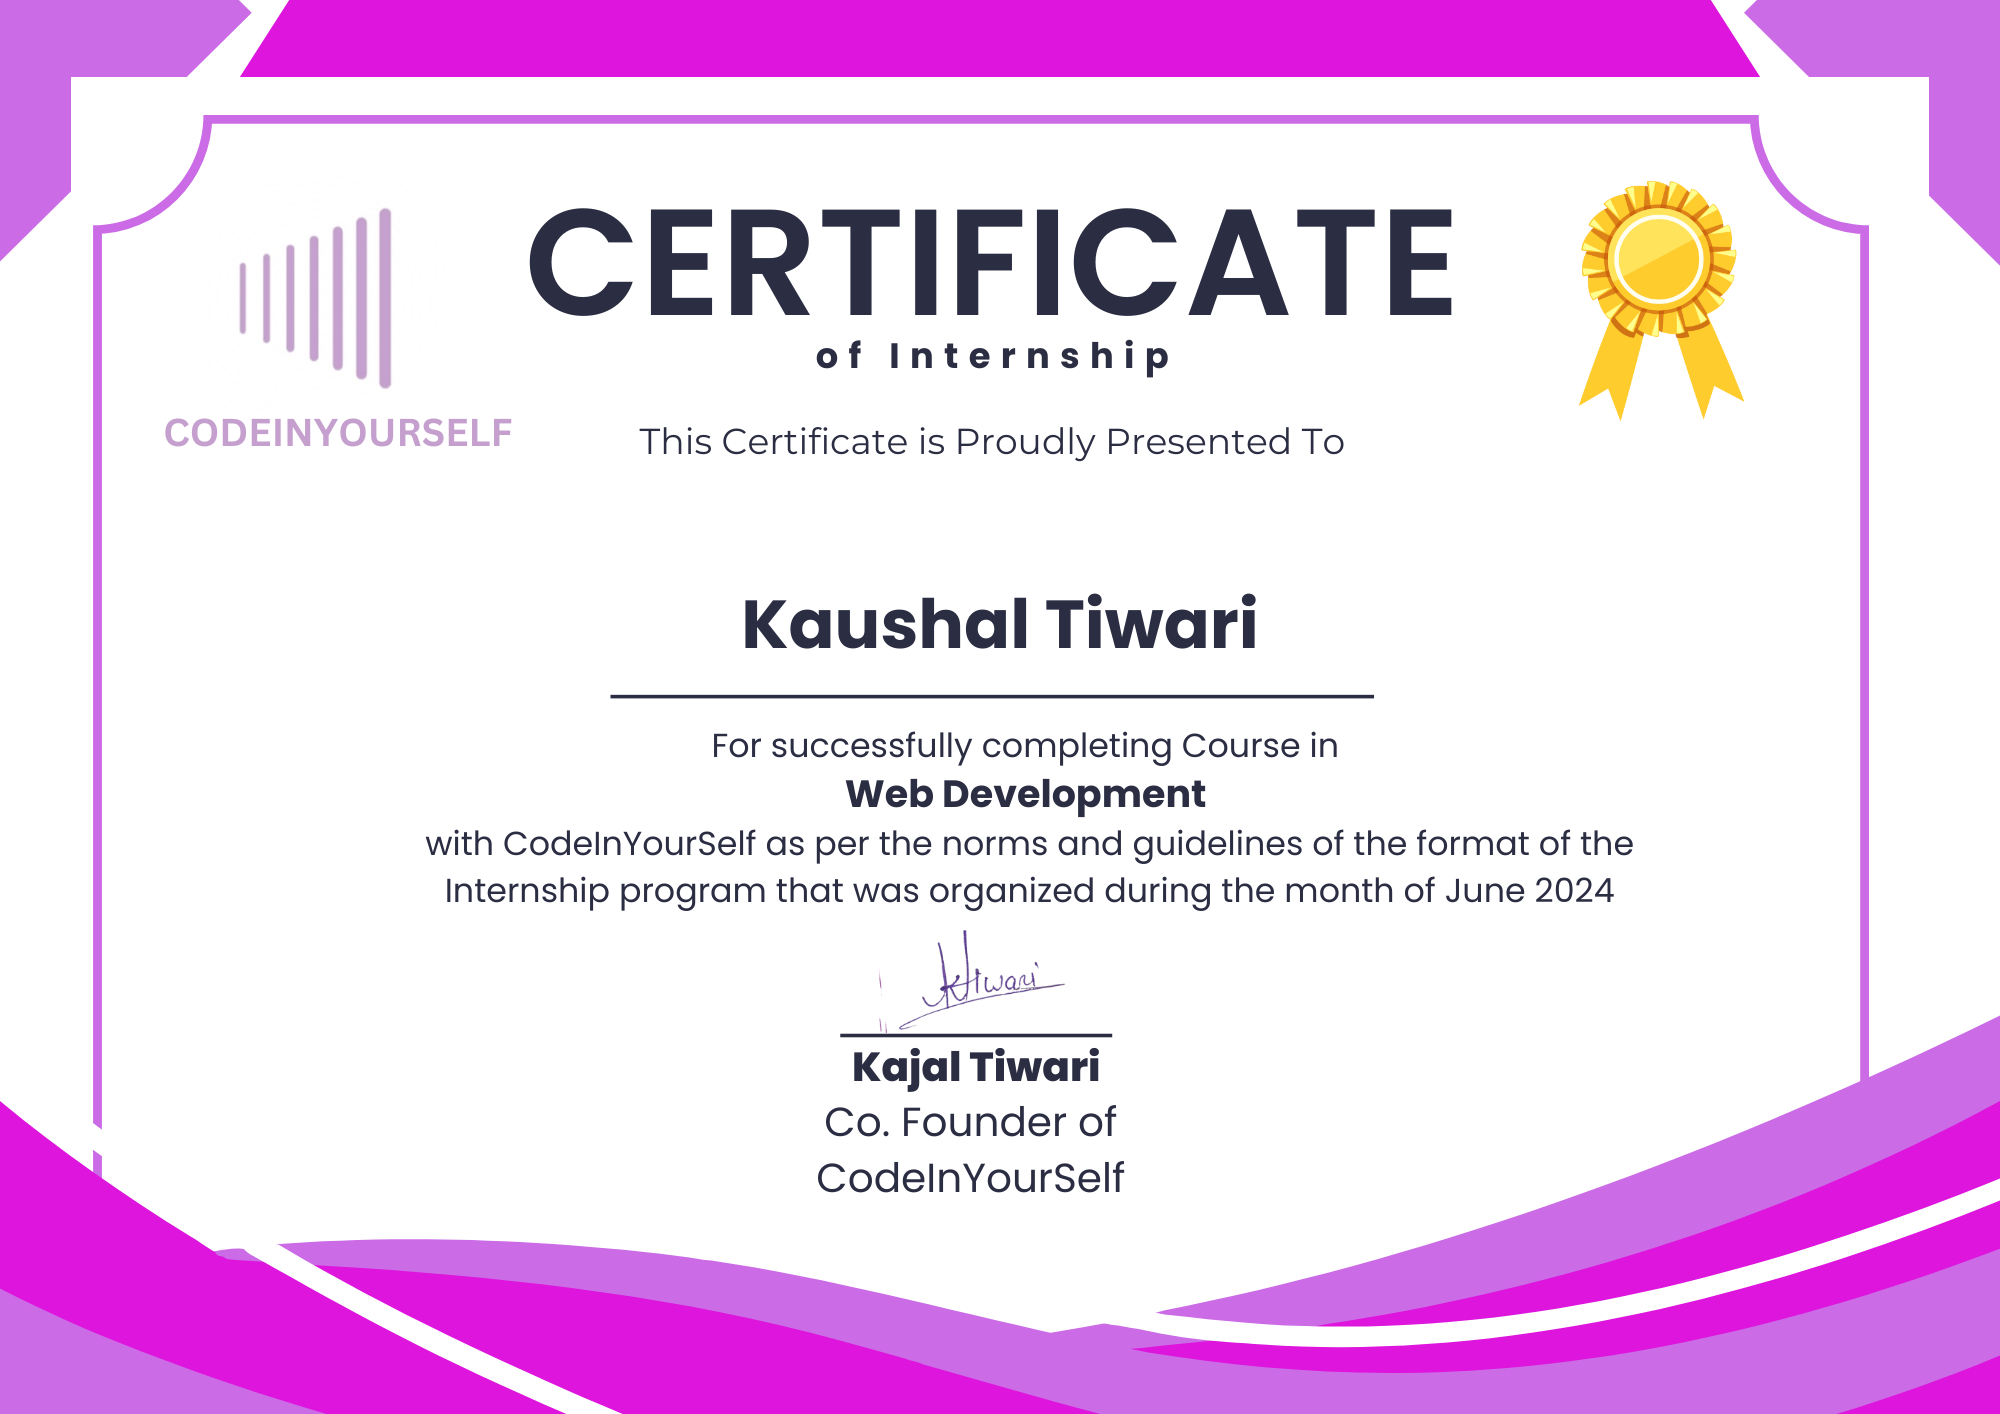 CERTIFICATE
of Internship
CODEINYOURSELF
This Certificate is Proudly Presented To
Kaushal Tiwari
For successfully completing Course in
Web Development
with CodeInYourSelf as per the norms and guidelines of the format of the
Internship program that was organized during the month of June 2024
KTiwari
Kajal Tiwari
Co. Founder of
CodeInYourSelf